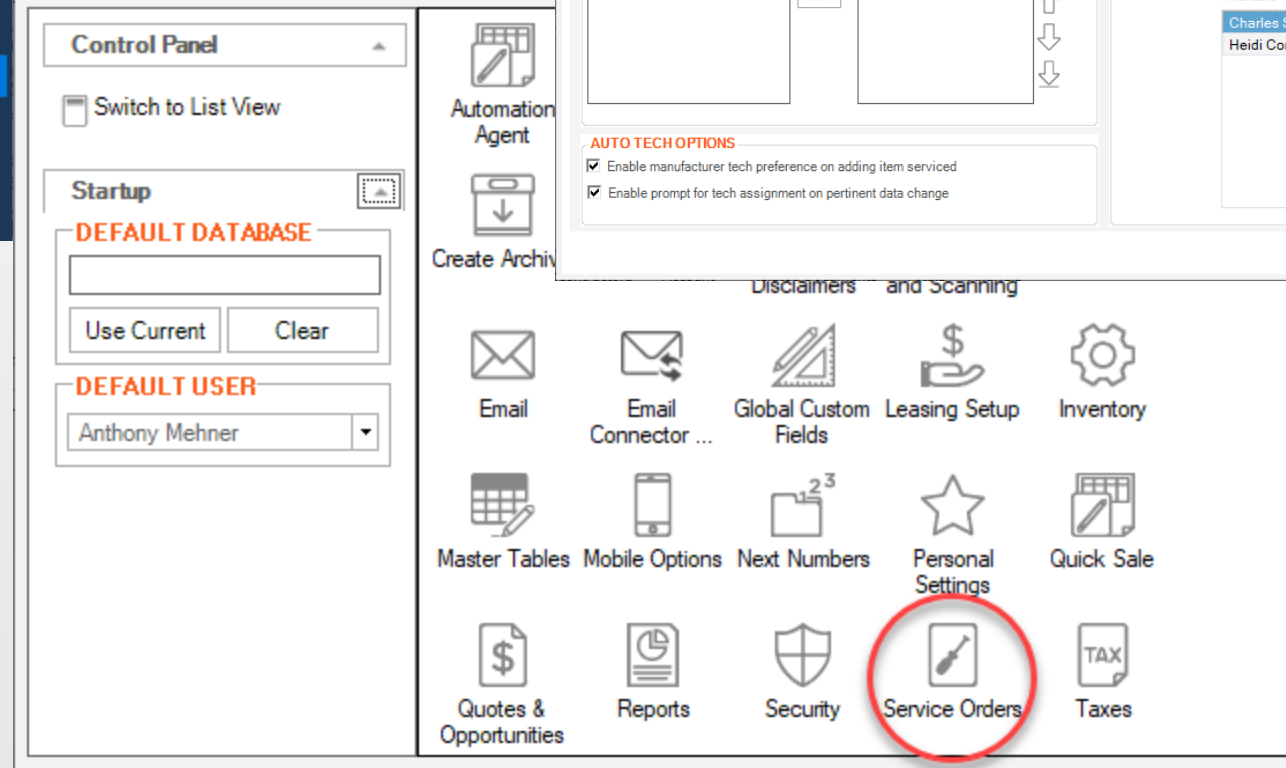 Control Panel
Switch to List View
Startup
DEFAULT DATABASE
Use Current
Clear
DEFAULT USER
Anthony Mehner
Automation
Agent
Create
Charles
Heidi
AUTO TECH OPTIONS
Enable manufacturer tech preference on adding item serviced
Enable prompt for tech assignment on pertinent data change
Disclaimers
and Scanning
Email
Email
Connector ...
Global Custom
Fields
Leasing Setup
Inventory
Master Tables
Mobile Options
123
Next Numbers
Personal
Settings
Quick Sale
$
Quotes &
Opportunities
Reports
Security
Service Orders
TAX
Taxes